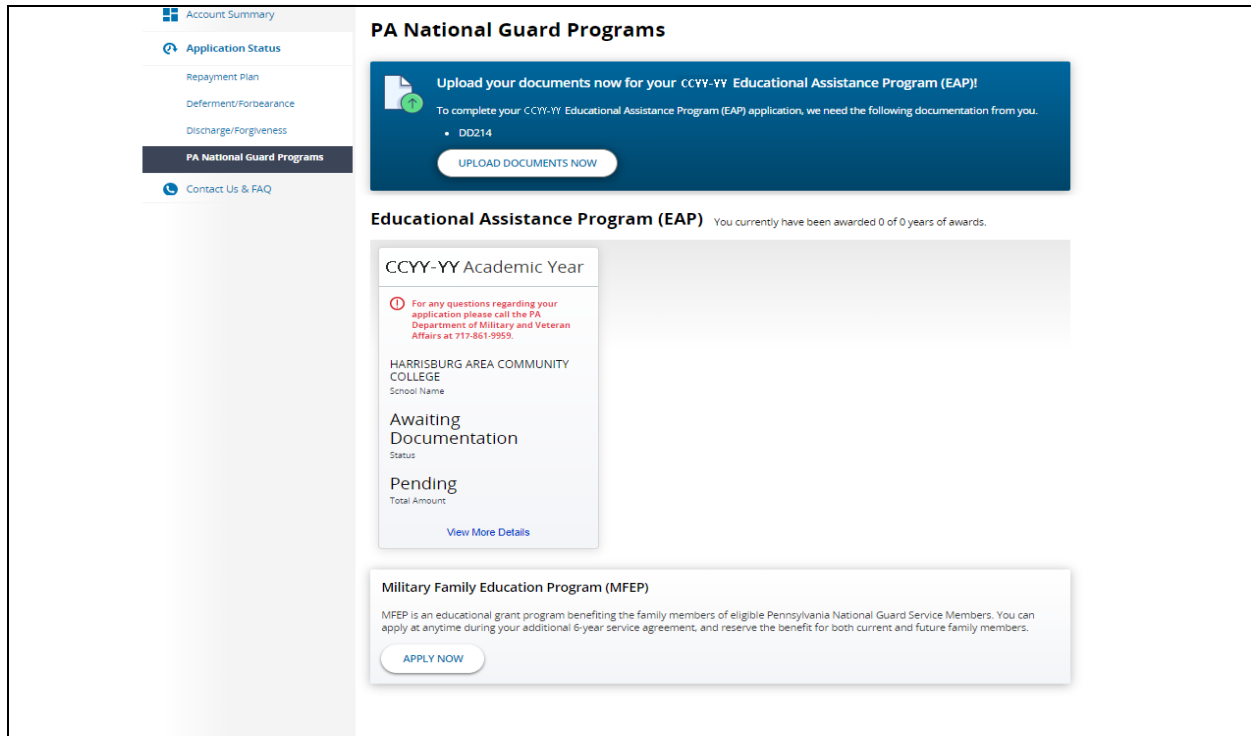 Account Summary
Application Status
Repayment Plan
Deferment/Forbearance
Discharge/Forgiveness
PA National Guard Programs
Contact Us & FAQ
PA National Guard Programs
Upload your documents now for your CCYY-YY Educational Assistance Program (EAP)!
To complete your CCYY-YY Educational Assistance Program (EAP) application, we need the following documentation from you.
• DD214
UPLOAD DOCUMENTS NOW
Educational Assistance Program (EAP) You currently have been awarded 0 of 0 years of awards.
CCYY-YY Academic Year
For any questions regarding your
application please call the PA
Department of Military and Veteran
Affairs at 717-861-9959.
HARRISBURG AREA COMMUNITY
COLLEGE
School Name
Awaiting
Documentation
Status
Pending
Total Amount
View More Details
Military Family Education Program (MFEP)
MFEP is an educational grant program benefiting the family members of eligible Pennsylvania National Guard Service Members. You can
apply at anytime during your additional 6-year service agreement, and reserve the benefit for both current and future family members.
APPLY NOW